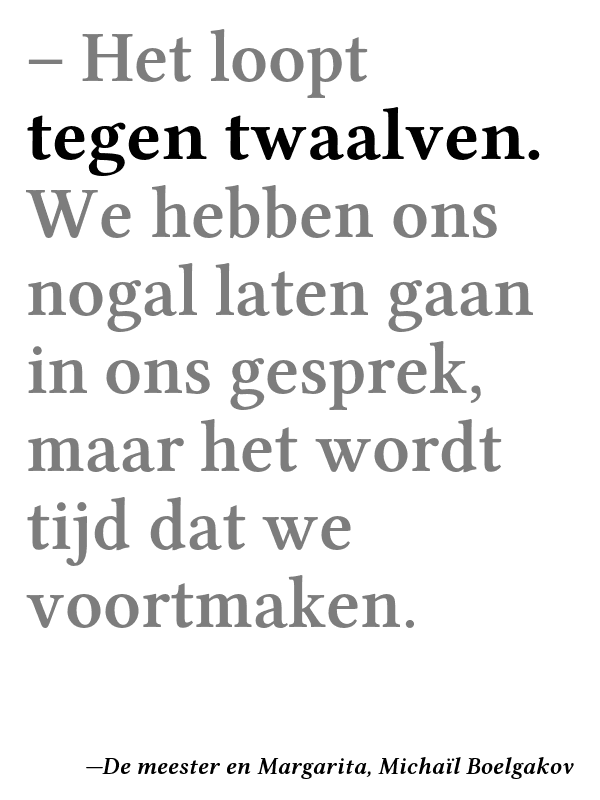 – Het loopt
tegen twaalven.
We hebben ons
nogal laten gaan
in ons gesprek,
maar het wordt
tijd dat we
voortmaken.
—De meester en Margarita, Michaïl Boelgakov